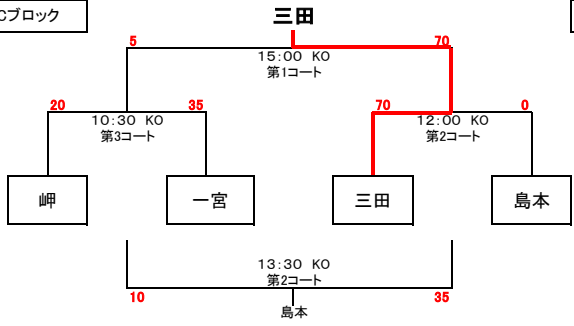 Cブロック
三田
5
70
15:00 KO
第1コート
20
35
70
0
10:30 KO
第3コート
12:00 KO
第2コート
岬
一宮
三田
島本
13:30 KO
第2コート
10
35
島本